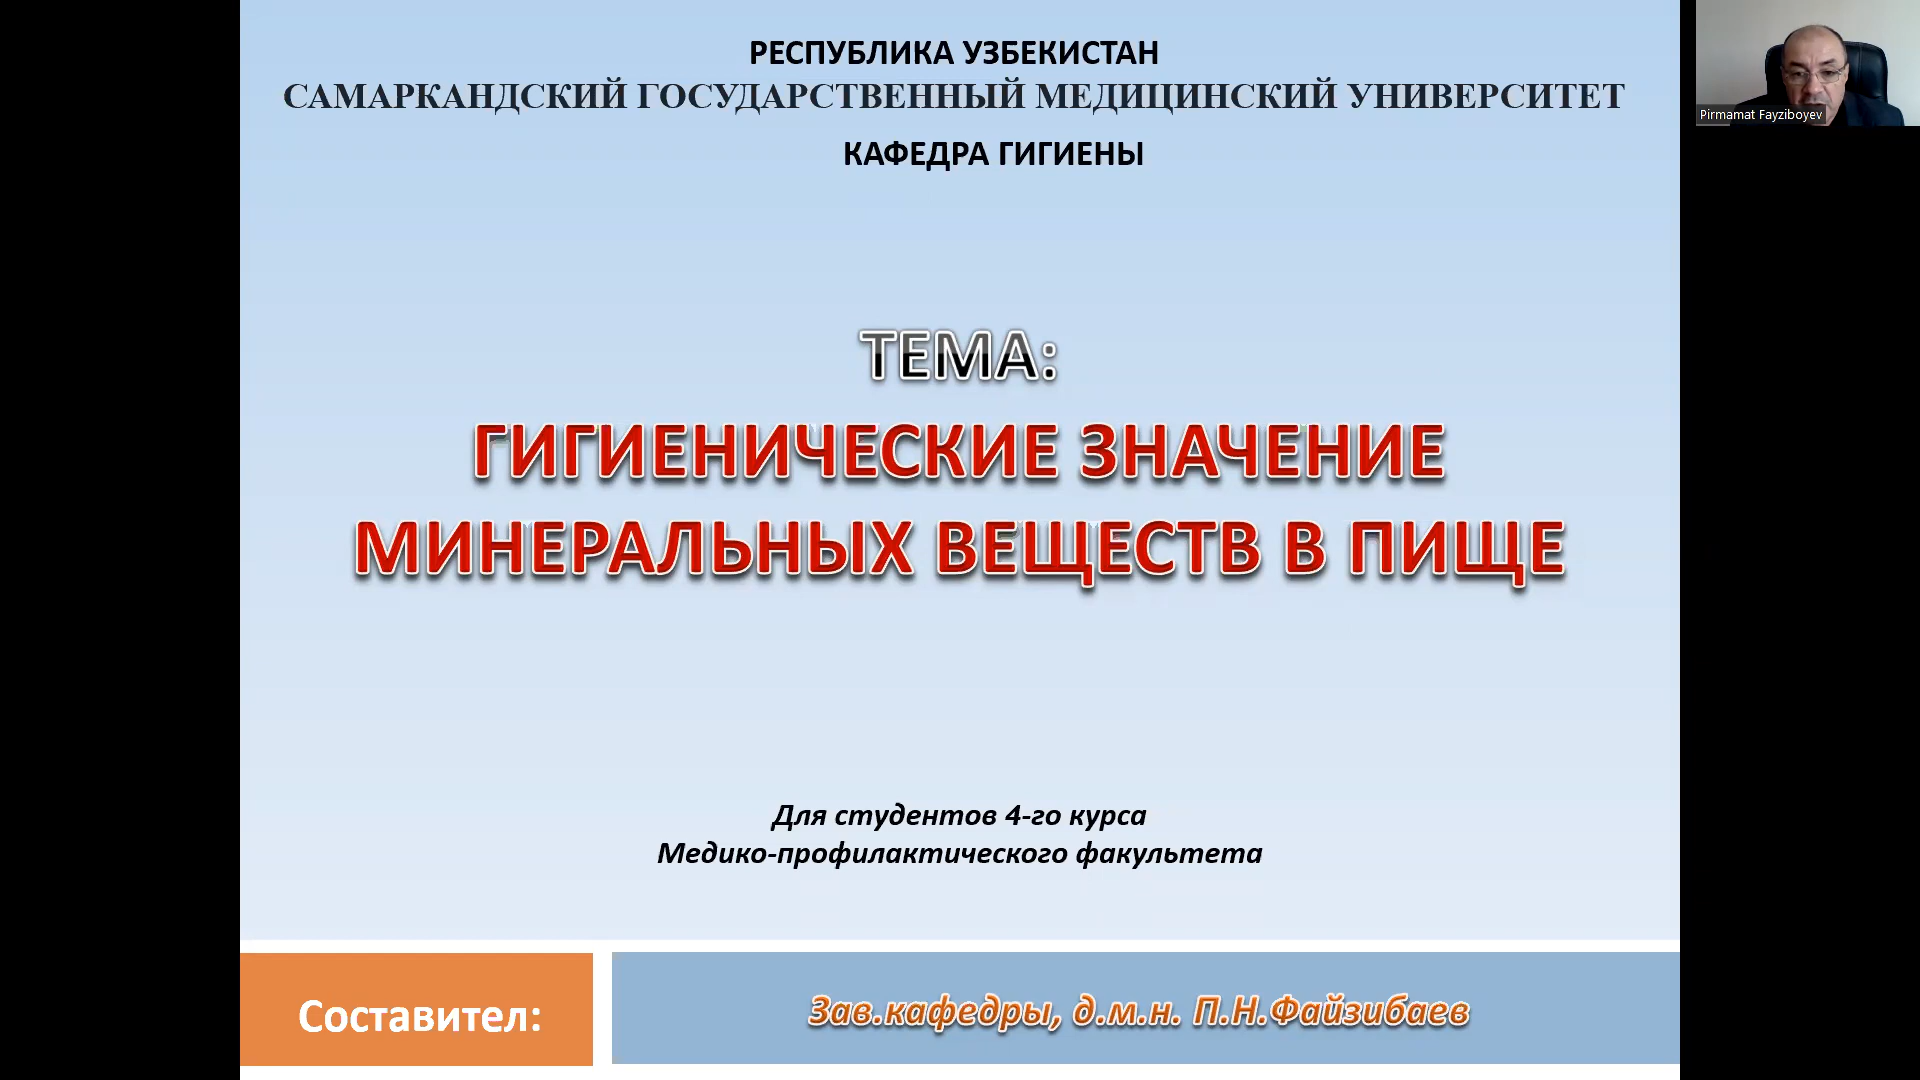 РЕСПУБЛИКА УЗБЕКИСТАН
САМАРКАНДСКИЙ ГОСУДАРСТВЕННЫЙ МЕДИЦИНСКИЙ УНИВЕРСИТЕТ
КАФЕДРА ГИГИЕНЫ
Pirmamat Fayziboyev
ТЕМА:
ГИГИЕНИЧЕСКИЕ ЗНАЧЕНИЕ
МИНЕРАЛЬНЫХ ВЕЩЕСТВ В ПИЩЕ
Для студентов 4-го курса
Медико-профилактического факультета
Составител:
Зав.кафедры, д.м.н. П.Н.Файзибаев